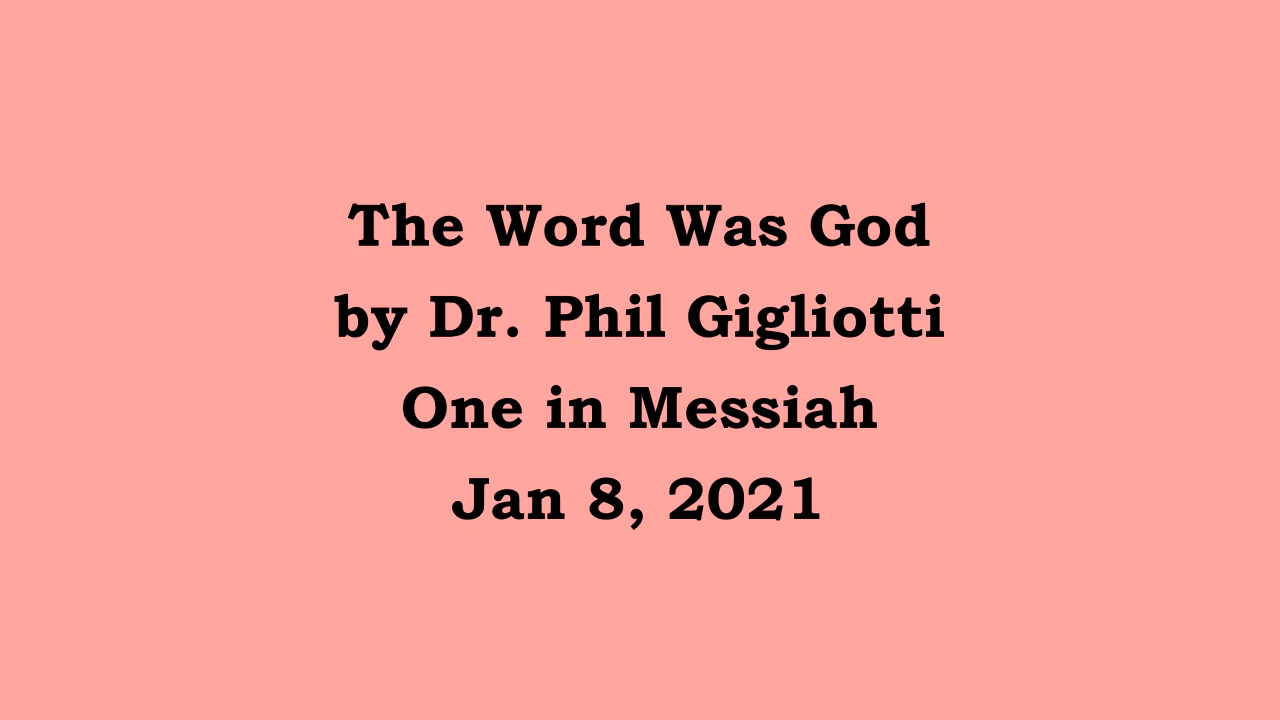 The Word Was God
by Dr. Phil Gigliotti
One in Messiah
Jan 8, 2021